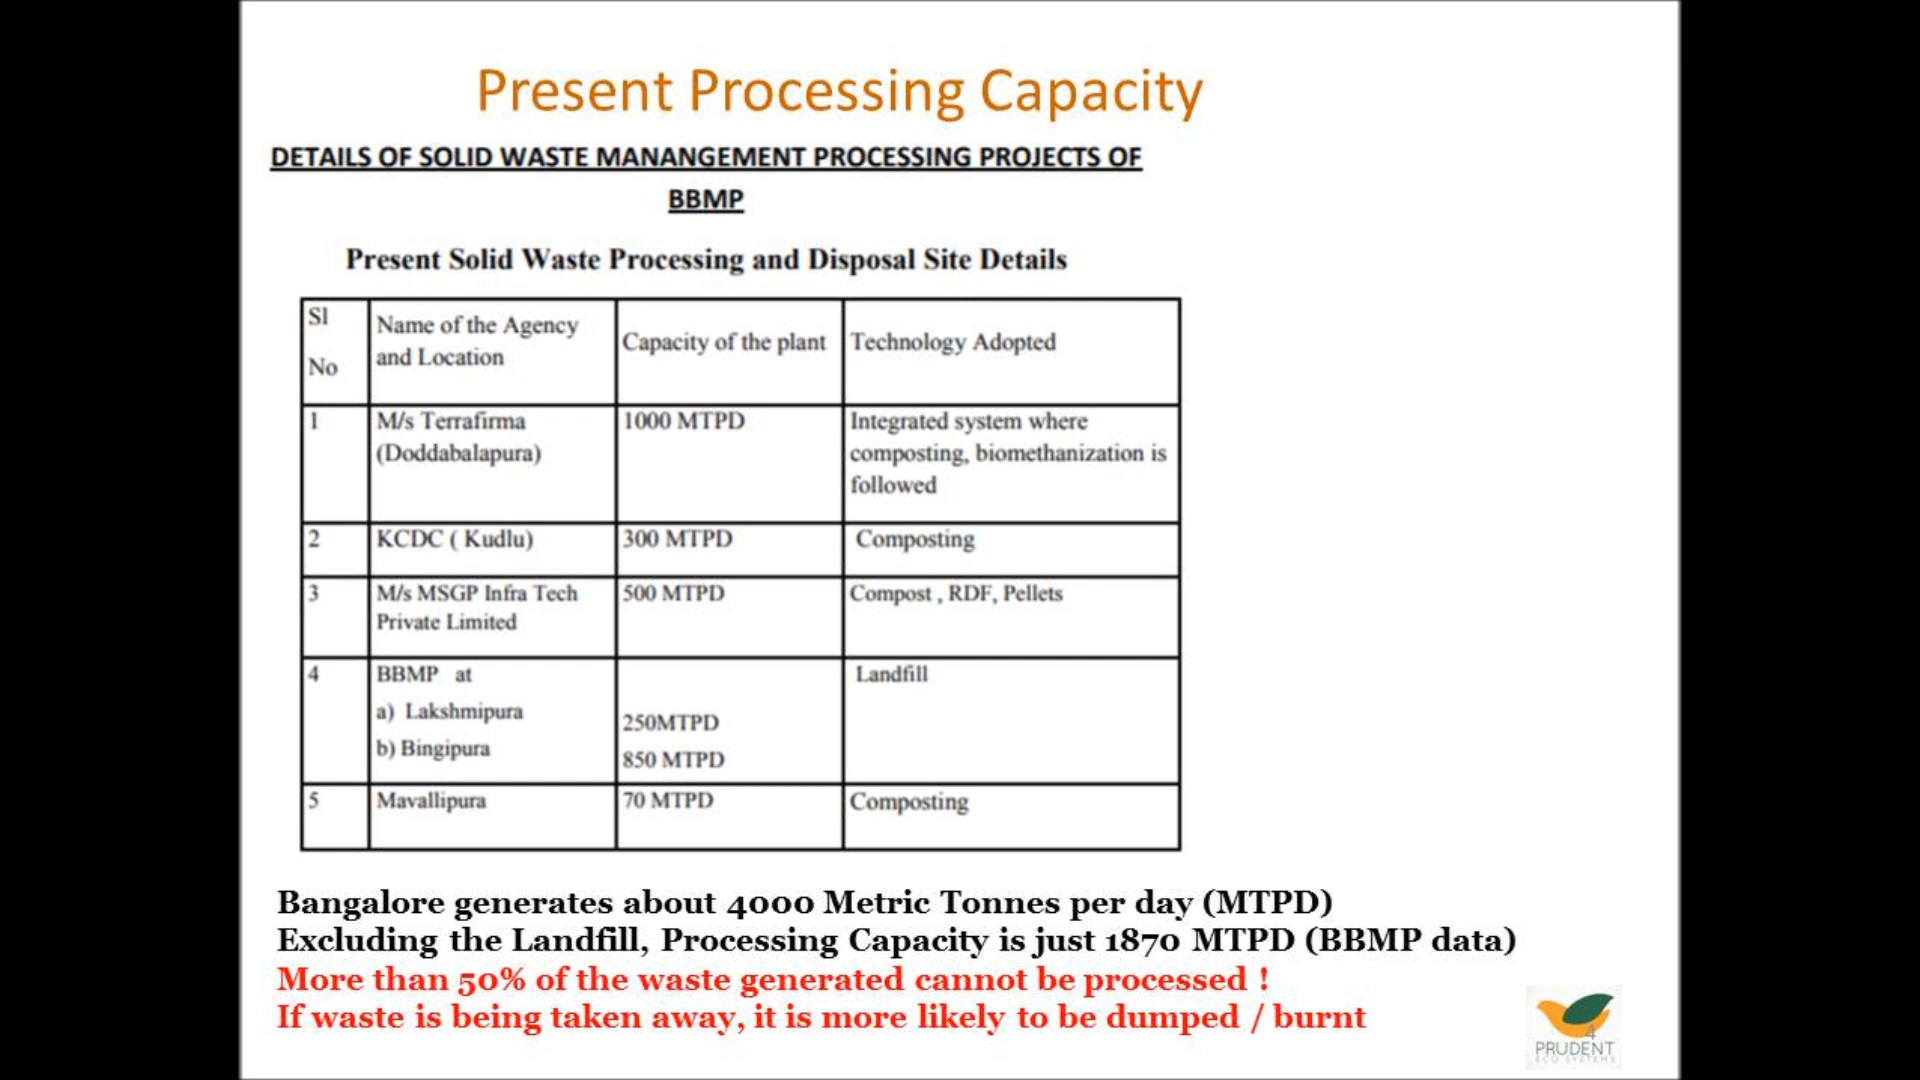 Present Processing Capacity
DETAILS OF SOLID WASTE MANANGEMENT PROCESSING PROJECTS OF
BBMP
Present Solid Waste Processing and Disposal Site Details
Sl
No
Name of the Agency
and Location
Capacity of the plant
Technology Adopted
1
M/s Terrafirma
(Doddabalapura)
1000 MTPD
Integrated system where
composting, biomethanization is
followed
2
KCDC ( Kudlu)
300 MTPD
Composting
3
M/s MSGP Infra Tech
Private Limited
500 MTPD
Compost , RDF, Pellets
4
BBMP at
a) Lakshmipura
b) Bingipura
250MTPD
850 MTPD
Landfill
5
Mavallipura
70 MTPD
Composting
Bangalore generates about 4000 Metric Tonnes per day (MTPD)
Excluding the Landfill, Processing Capacity is just 1870 MTPD (BBMP data)
More than 50% of the waste generated cannot be processed !
If waste is being taken away, it is more likely to be dumped / burnt
4
PRUDENT
ECO SYSTEMS